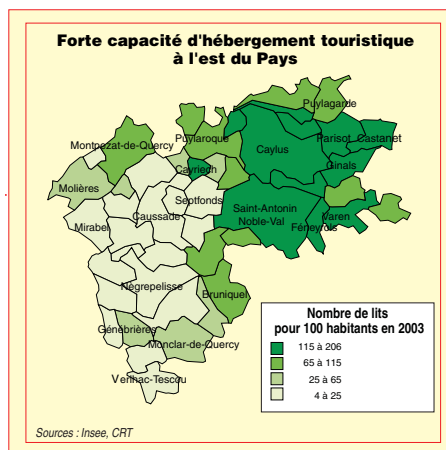 Forte capacité d'hébergement touristique
à l'est du Pays
Puylagarde
Montpezat-de-Quercy
Puylaroque
Parisot
Castanet
Caylus
Cayriech
Ginals
Molières
Septfonds
Saint-Antonin
Noble-Val
Varen
Caussade
Mirabel
Féneyrols
Nègrepelisse
Bruniquel
Génébrières
Monclar-de-Quercy
Verlhac-Tescou
Nombre de lits
pour 100 habitants en 2003
115 à 206
65 à 115
25 à 65
4 à 25
Sources : Insee, CRT